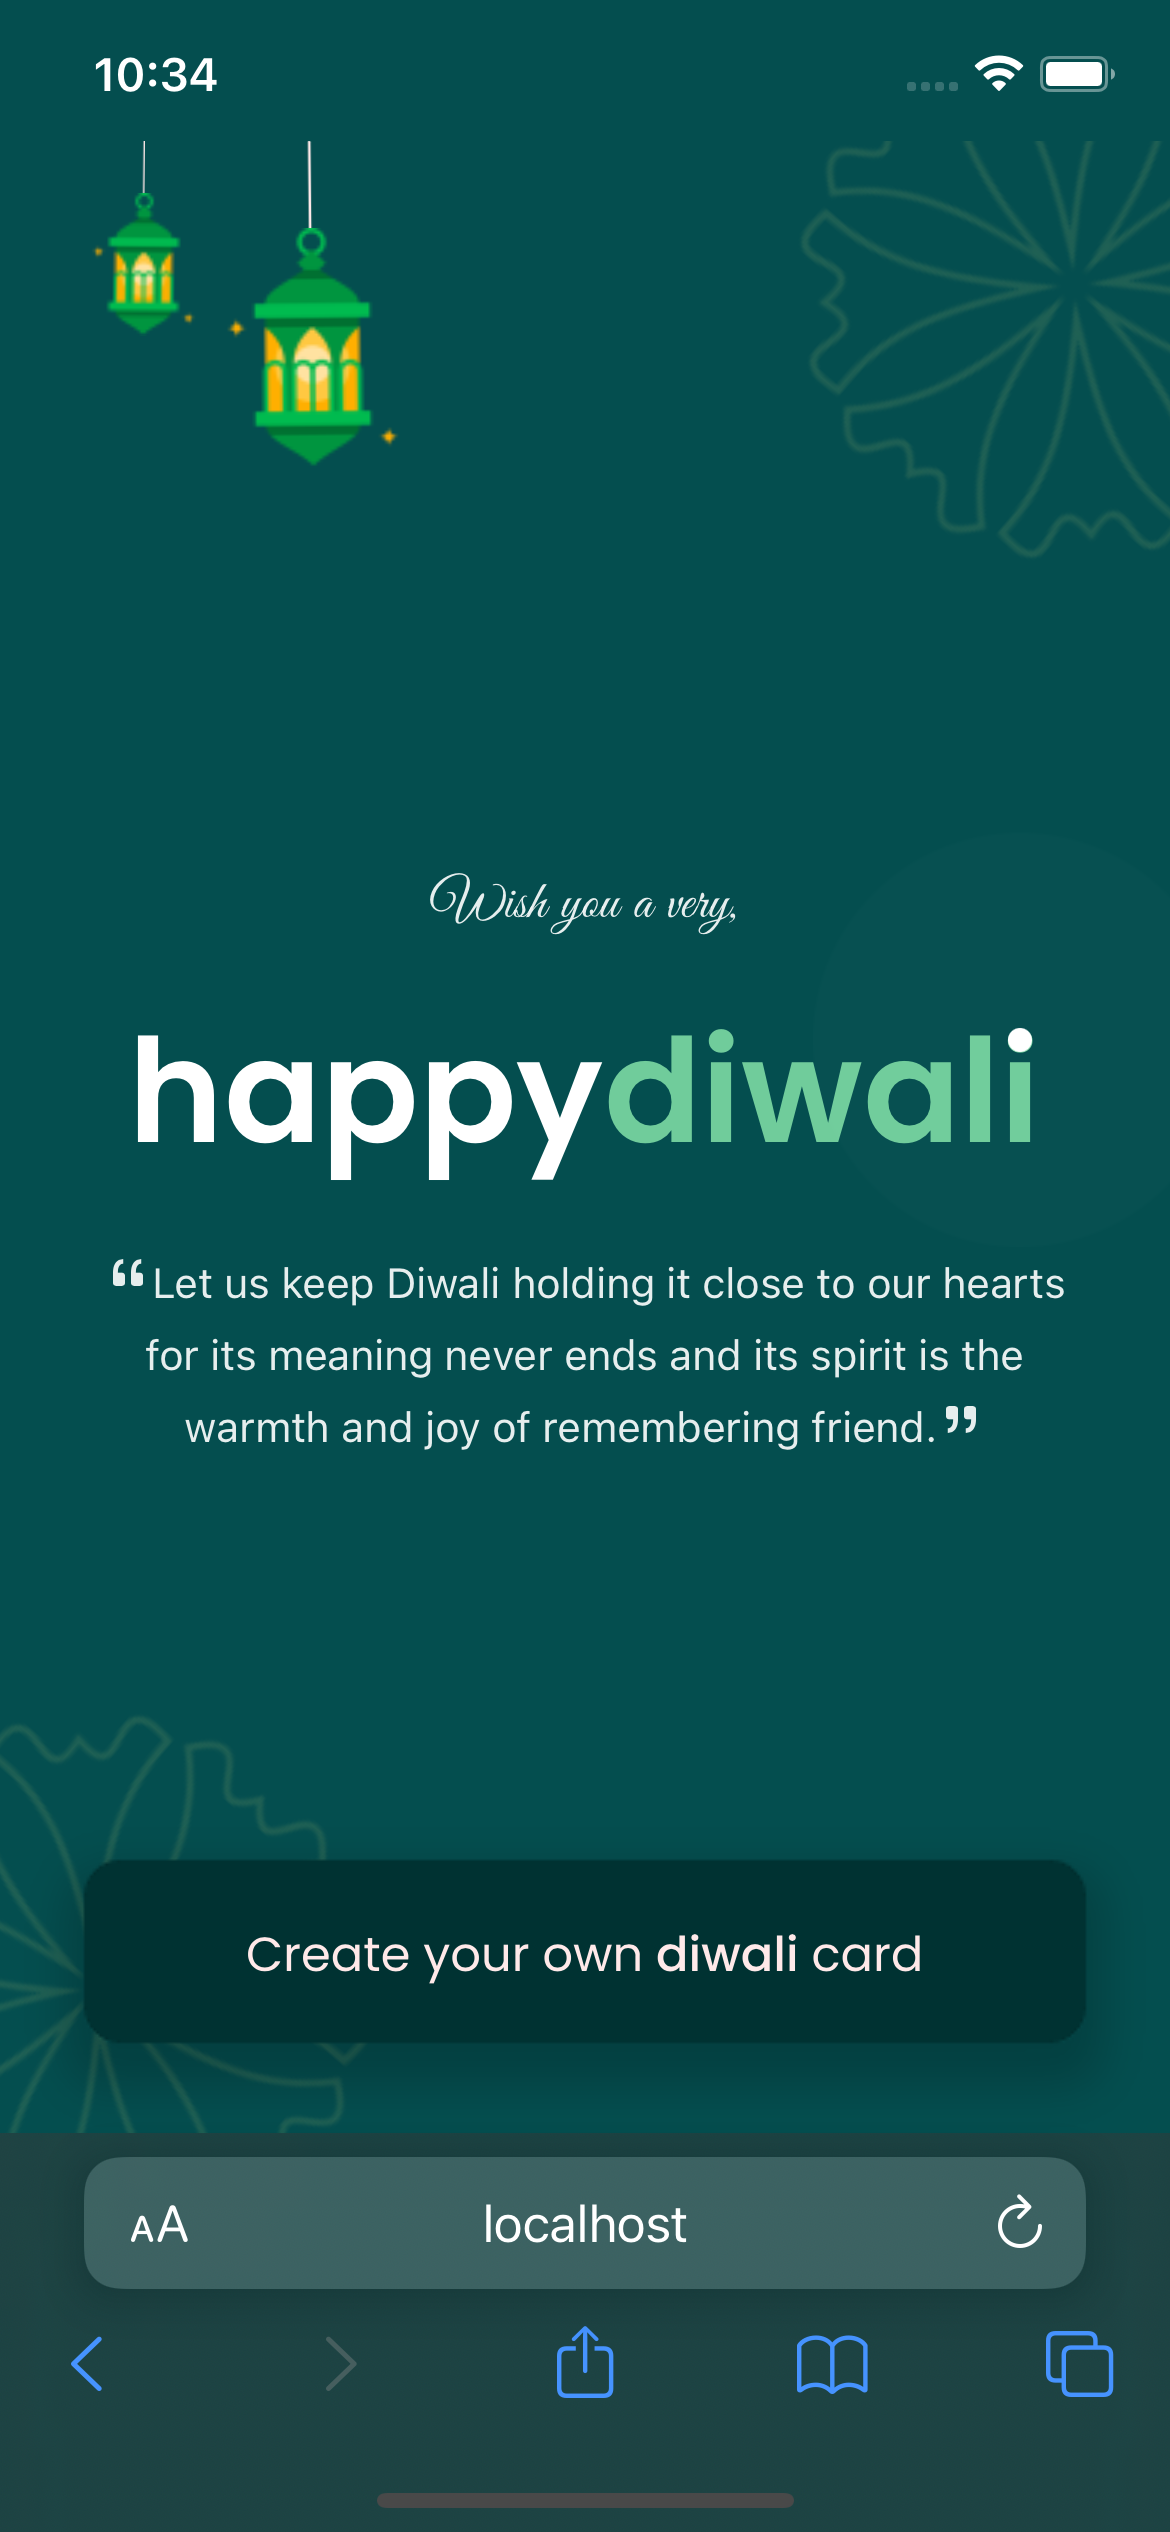 10:34
Wish you a very,
happydiwali
“Let us keep Diwali holding it close to our hearts
for its meaning never ends and its spirit is the
warmth and joy of remembering friend.”
Create your own diwali card
AA
localhost